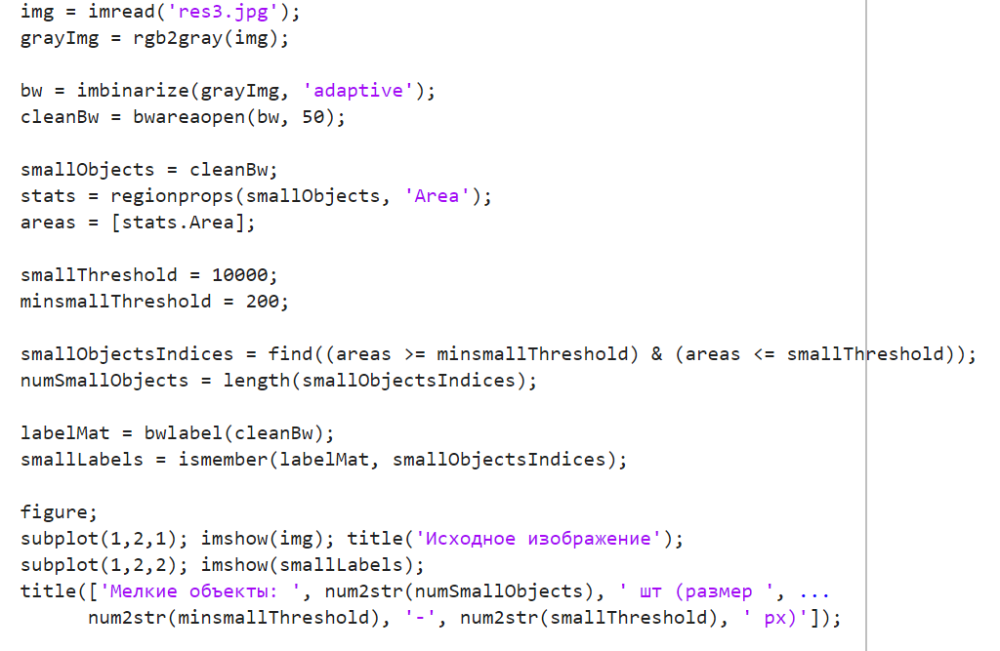 img = imread('res3.jpg');
grayImg = rgb2gray(img);
bw = imbinarize(grayImg, 'adaptive');
cleanBw = bwareaopen(bw, 50);
smallObjects = cleanBw;
stats = regionprops(smallObjects, 'Area');
areas = [stats.Area];
smallThreshold = 10000;
minsmallThreshold = 200;
smallObjectsIndices = find((areas >= minsmallThreshold) & (areas <= smallThreshold));
numSmallObjects = length(smallObjectsIndices);
labelMat = bwlabel(cleanBw);
smallLabels = ismember(labelMat, smallObjectsIndices);
figure;
subplot(1,2,1); imshow(img); title('Исходное изображение');
subplot(1,2,2); imshow(smallLabels);
title(['Мелкие объекты: ', num2str(numSmallObjects), ' шт (размер ', ...
num2str(minsmallThreshold), '-', num2str(smallThreshold), ' px)']);